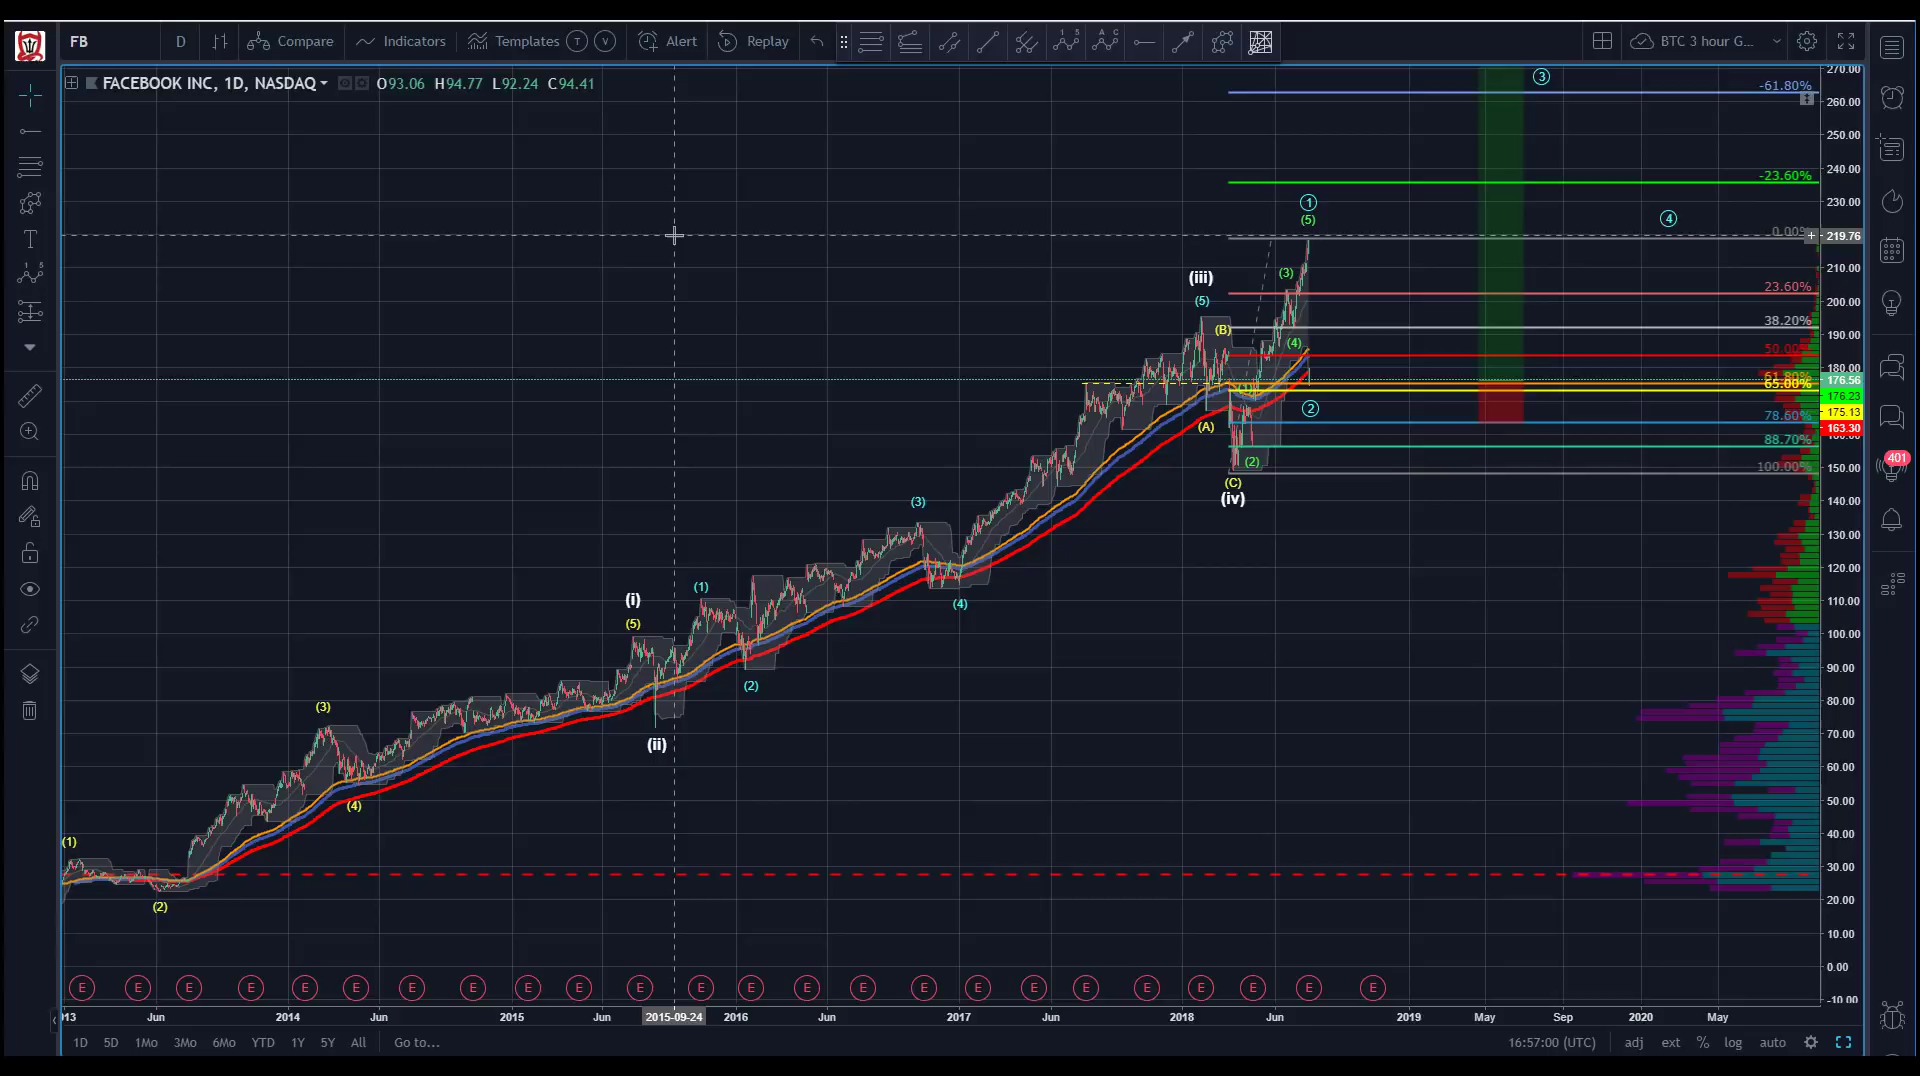 FB
D
Compare
Indicators
Templates
T
V
Alert
Replay
1 5
A C
BTC 3 hour G...
FACEBOOK INC, 1D, NASDAQ
O93.06 H94.77 L92.24 C94.41
270.00
-61.80%
260.00
250.00
240.00
-23.60%
230.00
0.00%
219.76
210.00
23.60%
200.00
38.20%
190.00
50.00%
180.00
176.56
61.80%
65.00%
176.23
175.13
78.60%
163.30
88.70%
100.00%
150.00
140.00
130.00
120.00
110.00
100.00
90.00
80.00
70.00
60.00
50.00
40.00
30.00
20.00
10.00
0.00
-10.00
3
4
1
(5)
(3)
(iii)
(5)
(B)
(4)
(1)
2
(A)
(2)
(C)
(iv)
(3)
(4)
(1)
(i)
(5)
(2)
(ii)
(3)
(4)
(1)
(2)
401
E E E E E E E E E E E E E E E E E E E E E E E E
Jun 2014 Jun 2015 Jun 2015-09-24 2016 Jun 2017 Jun 2018 Jun 2019 May Sep 2020 May
1D 5D 1Mo 3Mo 6Mo YTD 1Y 5Y All Go to...
16:57:00 (UTC) adj ext % log auto